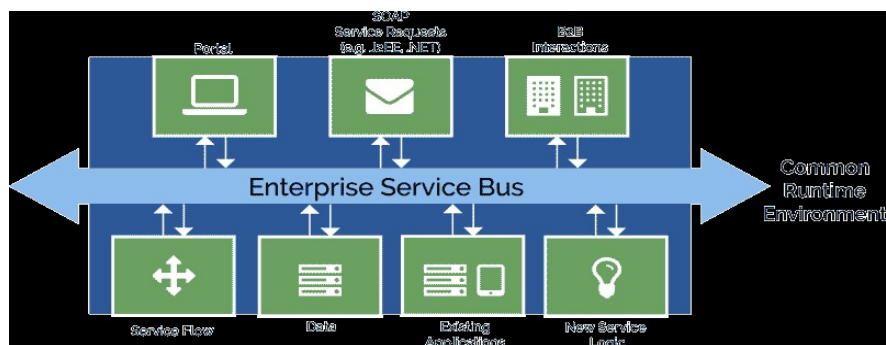 SOAP
Service Requests
(e.g. J2EE, .NET)
Portal
B2B
Interactions
Enterprise Service Bus
Common
Runtime
Environment
Service Flow
Data
Existing
Applications
New Service
Logic